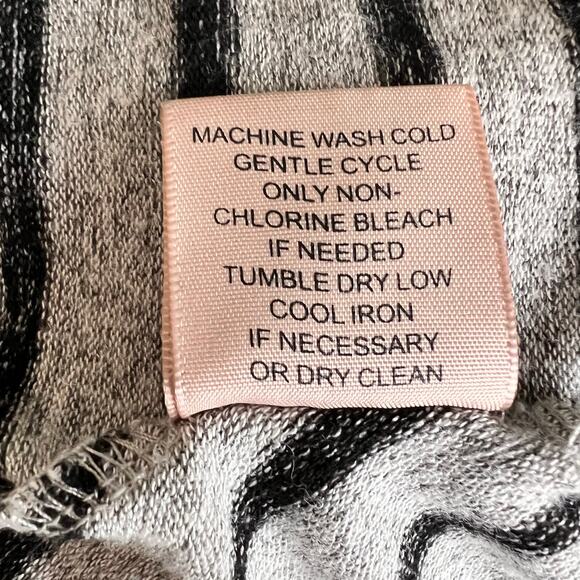 MACHINE WASH COLD
GENTLE CYCLE
ONLY NON-
CHLORINE BLEACH
IF NEEDED
TUMBLE DRY LOW
COOL IRON
IF NECESSARY
OR DRY CLEAN